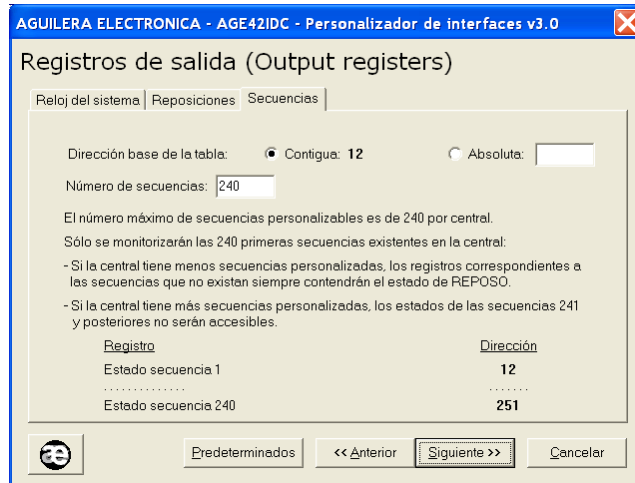 AGUILERA ELECTRONICA - AGE42IDC - Personalizador de interfaces v3.0
Registros de salida (Output registers)
Reloj del sistema Reposiciones Secuencias
Dirección base de la tabla: Contigua: 12 Absoluta:
Número de secuencias: 240
El número máximo de secuencias personalizables es de 240 por central.
Sólo se monitorizarán las 240 primeras secuencias existentes en la central:
- Si la central tiene menos secuencias personalizadas, los registros correspondientes a
las secuencias que no existan siempre contendrán el estado de REPOSO.
- Si la central tiene más secuencias personalizadas, los estados de las secuencias 241
y posteriores no serán accesibles.
Registro Dirección
Estado secuencia 1 12
.............. .......
Estado secuencia 240 251
æ Predeterminados << Anterior Siguiente >> Cancelar